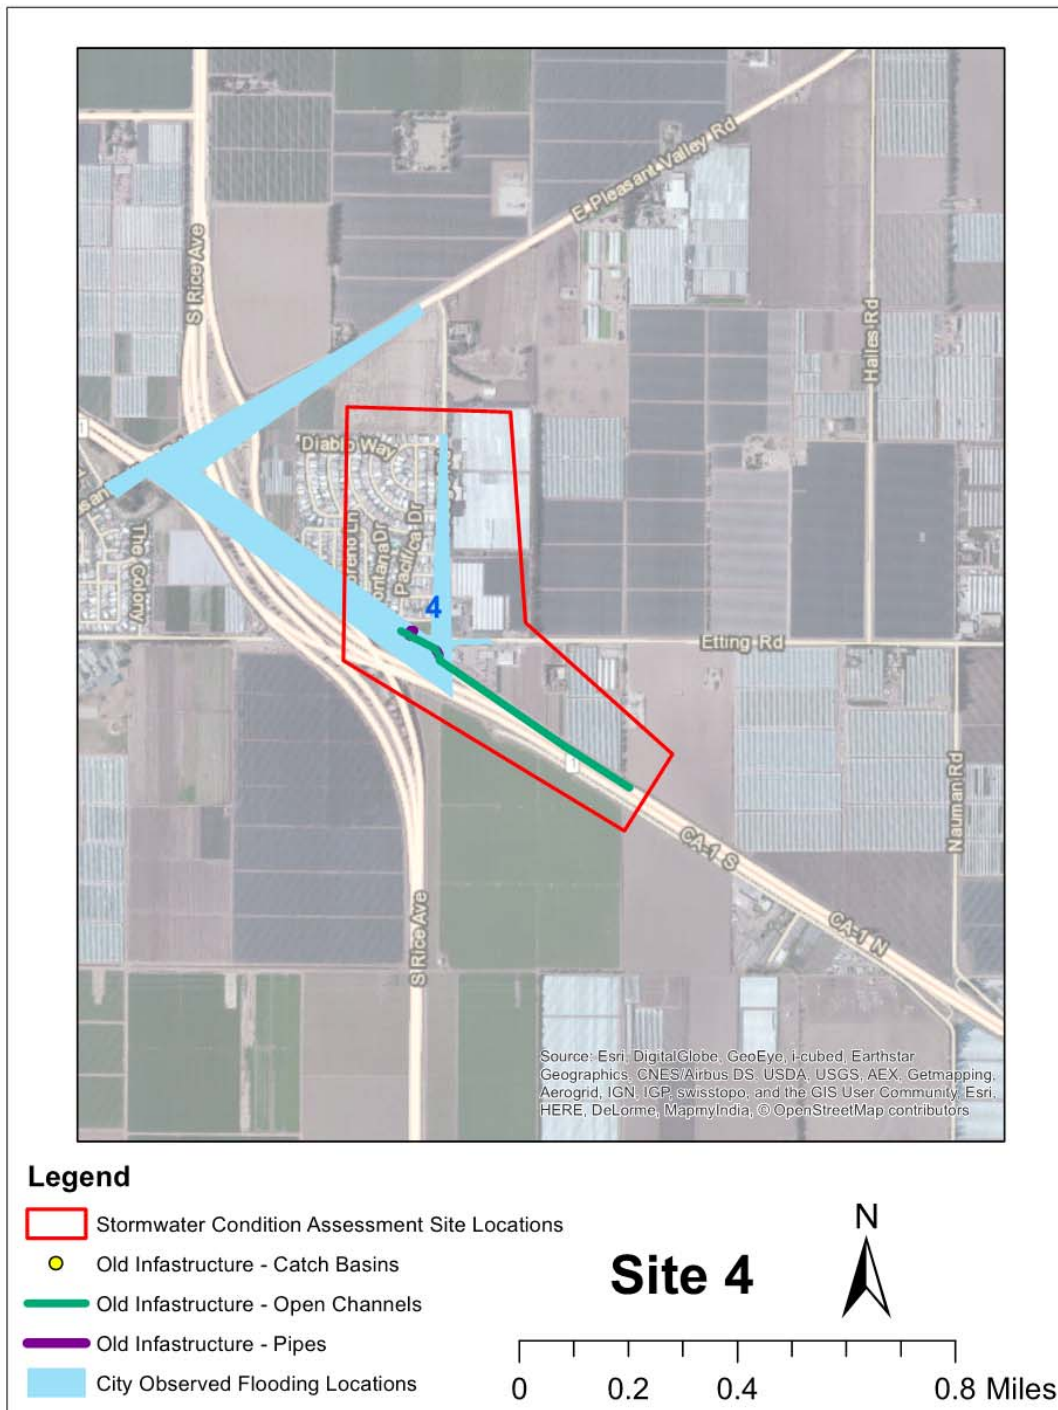 E Pleasant Valley Rd
S Rice Ave
Hailes Rd
Diablo Way
The Colony
Pacifica Dr
4
Etting Rd
1
Nauman Rd
CA-1 S
CA-1 N
S Rice Ave
Source: Esri, DigitalGlobe, GeoEye, i-cubed, Earthstar
Geographics, CNES/Airbus DS, USDA, USGS, AEX, Getmapping,
Aerogrid, IGN, IGP, swisstopo, and the GIS User Community, Esri,
HERE, DeLorme, MapmyIndia, © OpenStreetMap contributors
Legend
Stormwater Condition Assessment Site Locations
Old Infastructure - Catch Basins
Old Infastructure - Open Channels
Old Infastructure - Pipes
City Observed Flooding Locations
Site 4
N
0 0.2 0.4 0.8 Miles